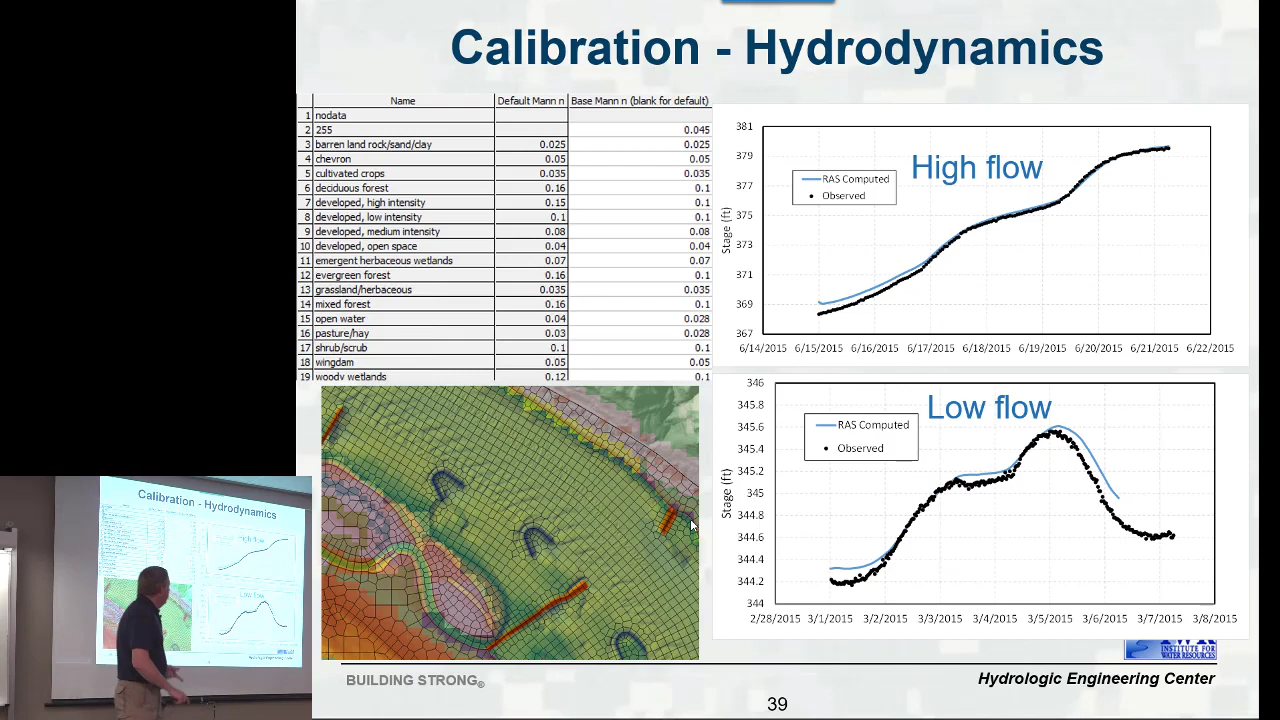 Calibration - Hydrodynamics
Name Default Mann n Base Mann n (blank for default)
1 nodata
2 255 0.045
3 barren land rock/sand/clay 0.025 0.025
4 chevron 0.05 0.05
5 cultivated crops 0.035 0.035
6 deciduous forest 0.16 0.1
7 developed, high intensity 0.15 0.1
8 developed, low intensity 0.1 0.1
9 developed, medium intensity 0.08 0.08
10 developed, open space 0.04 0.04
11 emergent herbaceous wetlands 0.07 0.07
12 evergreen forest 0.16 0.1
13 grassland/herbaceous 0.035 0.035
14 mixed forest 0.16 0.1
15 open water 0.04 0.028
16 pasture/hay 0.03 0.028
17 shrub/scrub 0.1 0.1
18 wingdam 0.05 0.05
19 woody wetlands 0.12 0.1
High flow
RAS Computed
Observed
Stage (ft)
381
379
377
375
373
371
369
367
6/14/2015 6/15/2015 6/16/2015 6/17/2015 6/18/2015 6/19/2015 6/20/2015 6/21/2015 6/22/2015
Low flow
RAS Computed
Observed
Stage (ft)
346
345.8
345.6
345.4
345.2
345
344.8
344.6
344.4
344.2
344
2/28/2015 3/1/2015 3/2/2015 3/3/2015 3/4/2015 3/5/2015 3/6/2015 3/7/2015 3/8/2015
INSTITUTE FOR
WATER RESOURCES
BUILDING STRONG®
Hydrologic Engineering Center
39
Calibration - Hydrodynamics
High flow
Low flow